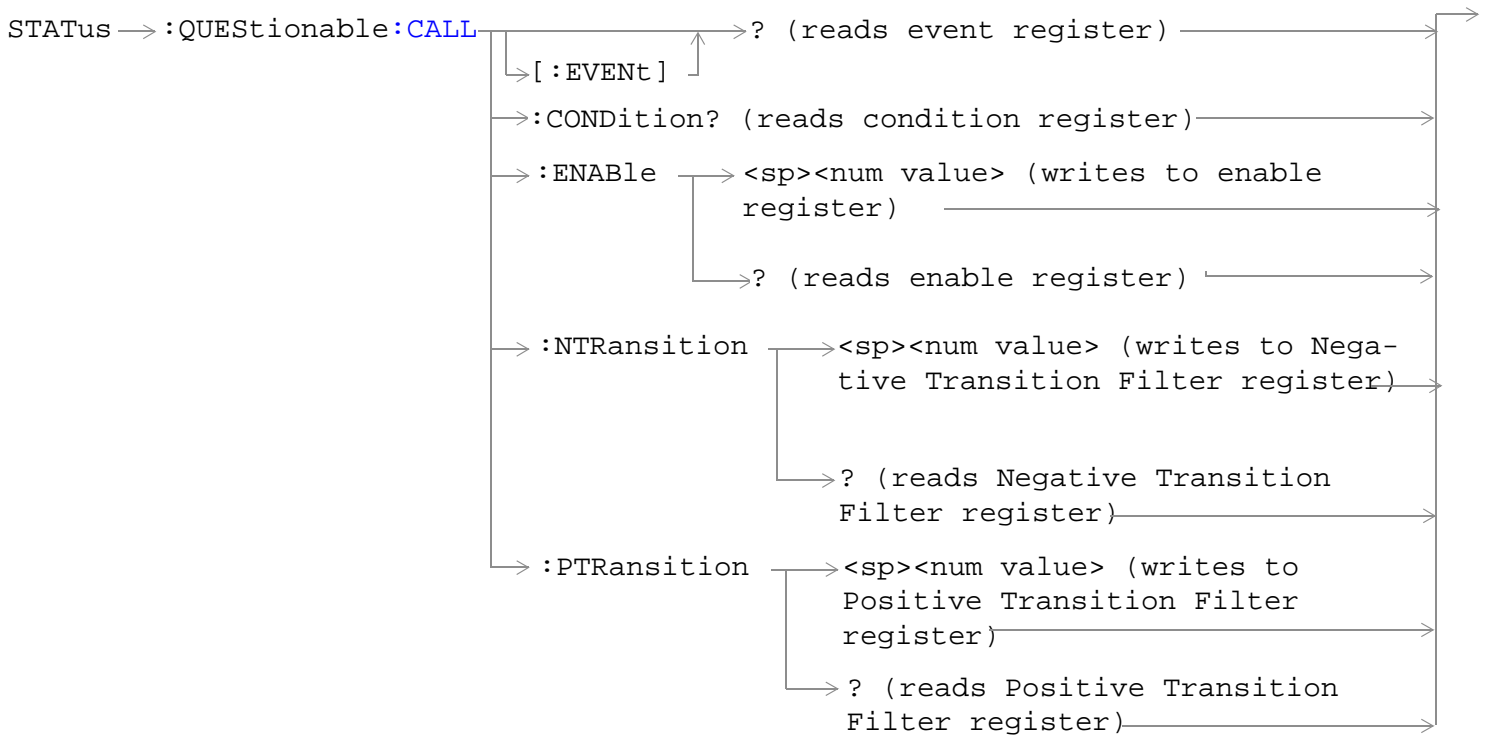 STATus :QUEStionable:CALL ? (reads event register)
[:EVENt]
:CONDition? (reads condition register)
:ENABle <sp><num value> (writes to enable
register)
? (reads enable register)
:NTRansition <sp><num value> (writes to Nega-
tive Transition Filter register)
? (reads Negative Transition
Filter register)
:PTRansition <sp><num value> (writes to
Positive Transition Filter
register)
? (reads Positive Transition
Filter register)